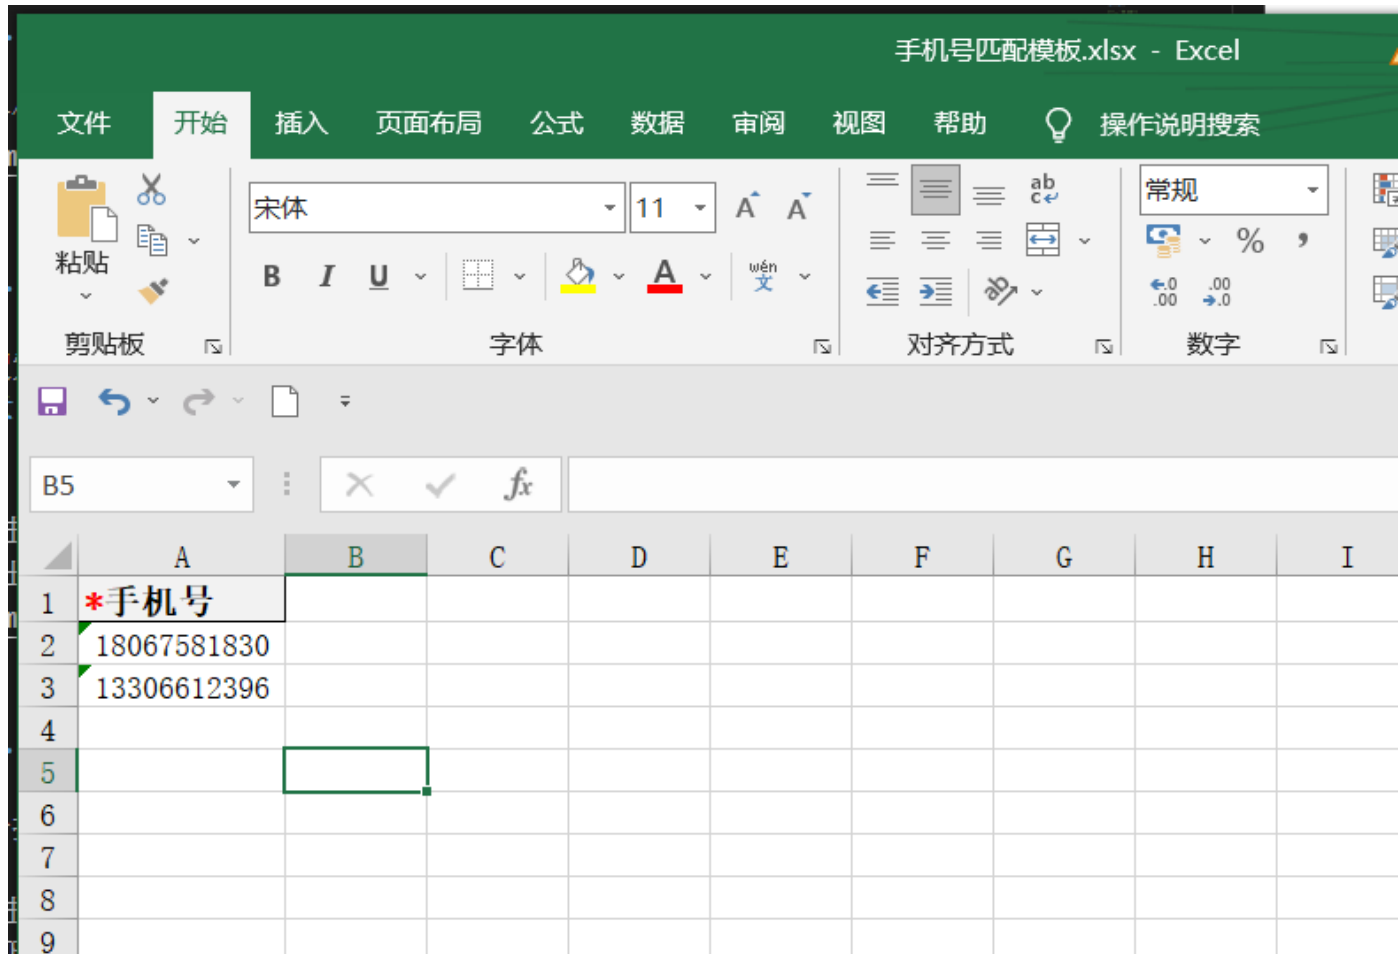 手机号匹配模板.xlsx - Excel
文件 开始 插入 页面布局 公式 数据 审阅 视图 帮助 操作说明搜索
宋体 11 A A ab c 常规
粘贴
B I U A wén 文 % ,
.0 .00 .00 .0
剪贴板 字体 对齐方式 数字
B5 fx
A B C D E F G H I
1 *手机号
2 18067581830
3 13306612396
4
5
6
7
8
9